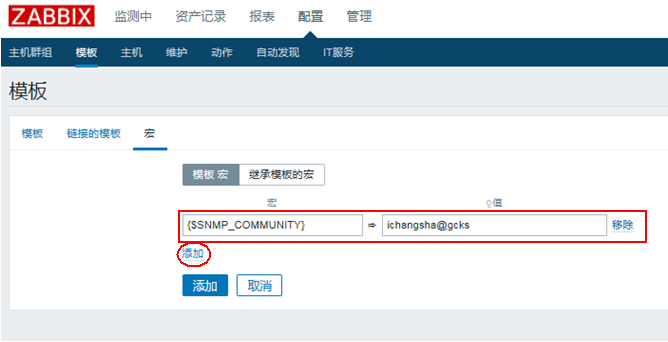 ZABBIX 监测中 资产记录 报表 配置 管理
主机群组 模板 主机 维护 动作 自动发现 IT服务
模板
模板 链接的模板 宏
模板 宏 继承模板的宏
宏 值
{$SNMP_COMMUNITY} ⇒ ichangsha@gcks 移除
添加
添加 取消